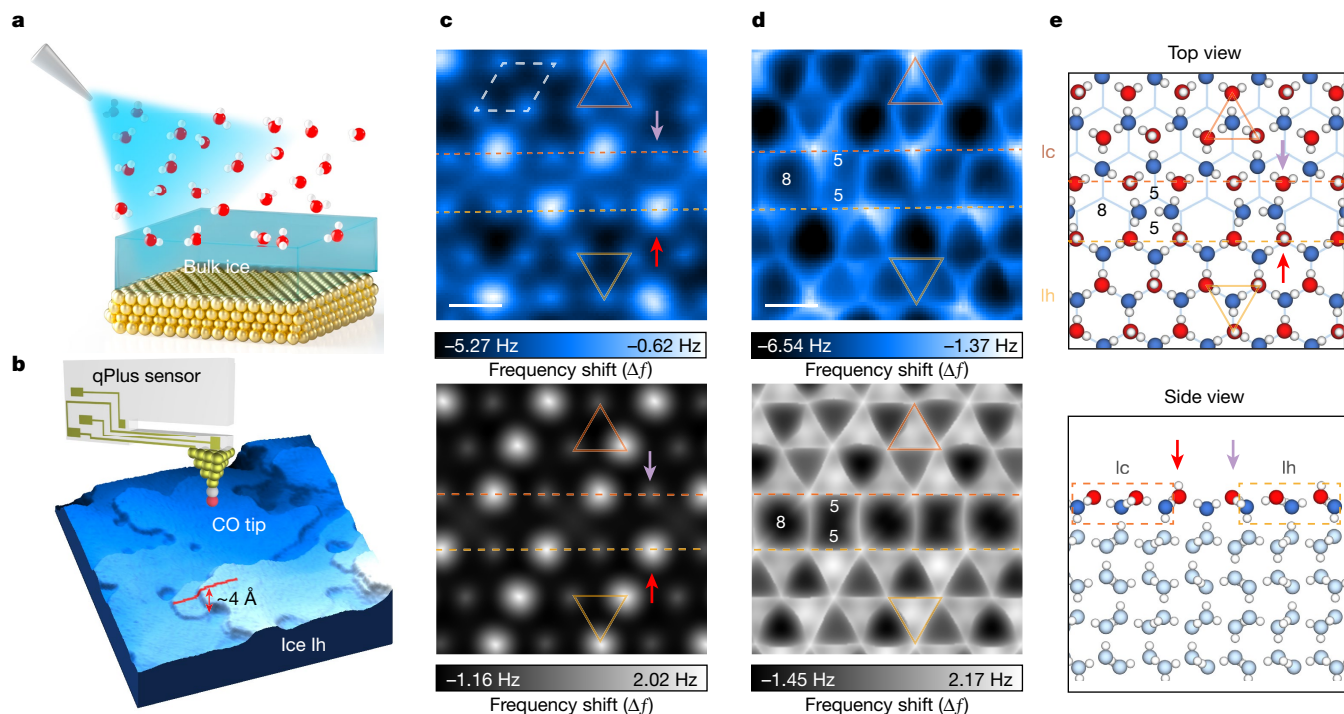 a
Bulk ice
b
qPlus sensor
CO tip
~4 Å
Ice Ih
c
–5.27 Hz –0.62 Hz
Frequency shift (Δf)
–1.16 Hz 2.02 Hz
Frequency shift (Δf)
d
5
8
5
–6.54 Hz –1.37 Hz
Frequency shift (Δf)
5
8
5
–1.45 Hz 2.17 Hz
Frequency shift (Δf)
e
Top view
Ic
5
8
5
Ih
Side view
Ic Ih